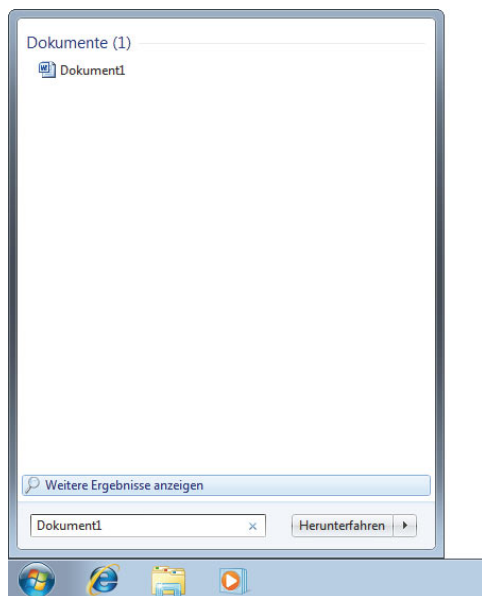 Dokumente (1)
Dokument1
Weitere Ergebnisse anzeigen
Dokument1
Herunterfahren